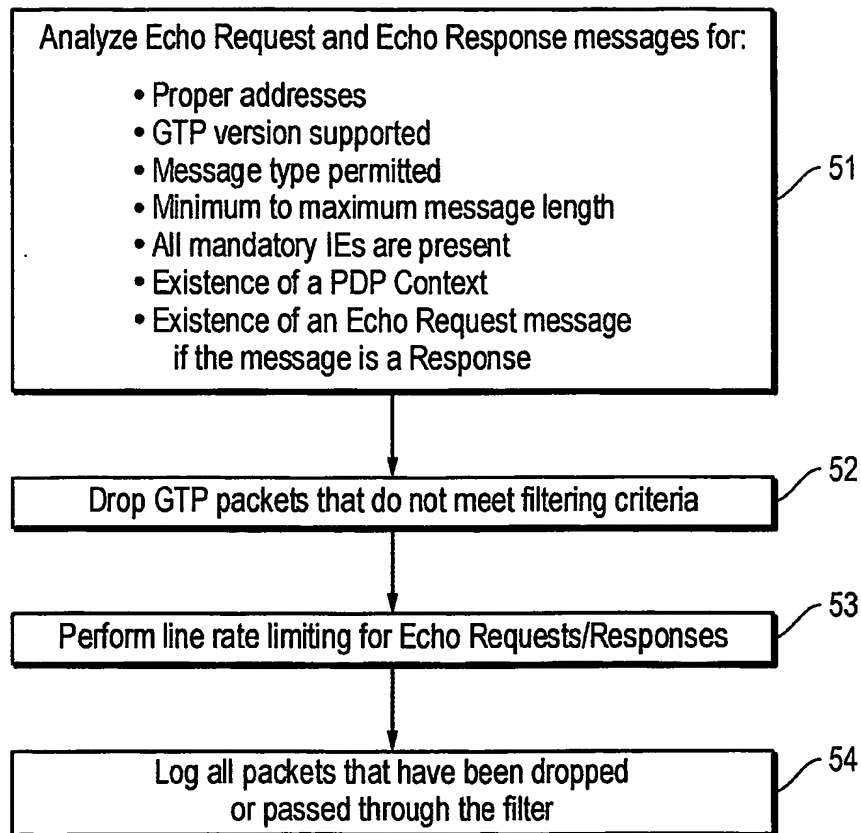 Analyze Echo Request and Echo Response messages for:
• Proper addresses
• GTP version supported
• Message type permitted
• Minimum to maximum message length
• All mandatory IEs are present
• Existence of a PDP Context
• Existence of an Echo Request message
if the message is a Response
51
52
Drop GTP packets that do not meet filtering criteria
53
Perform line rate limiting for Echo Requests/Responses
54
Log all packets that have been dropped
or passed through the filter